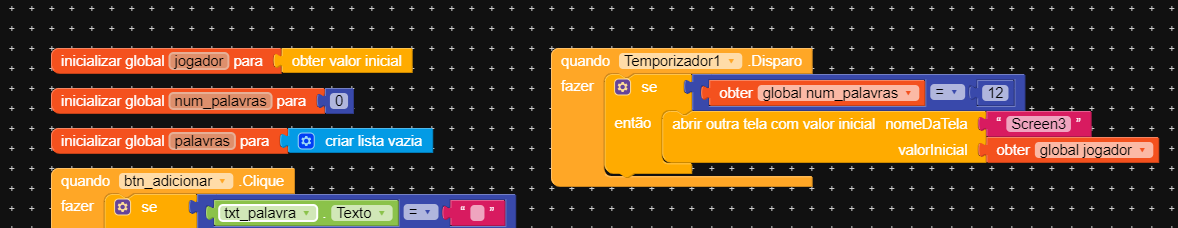 inicializar global jogador para obter valor inicial
inicializar global num_palavras para 0
inicializar global palavras para criar lista vazia
quando btn_adicionar .Clique
fazer se txt_palavra . Texto = " "
quando Temporizador1 .Disparo
fazer se obter global num_palavras = 12
então abrir outra tela com valor inicial nomeDaTela " Screen3 "
valorInicial obter global jogador